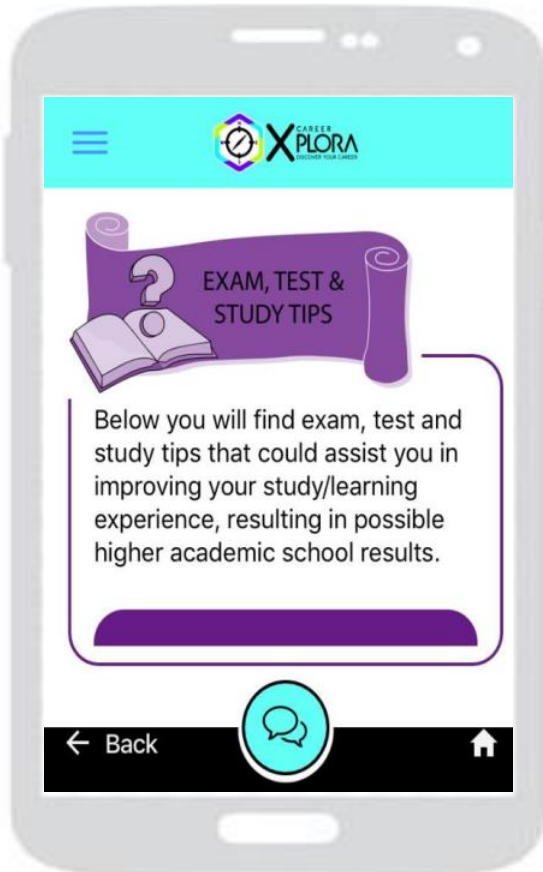 CAREER
XPLORA
DISCOVER YOUR CAREER
EXAM, TEST &
STUDY TIPS
Below you will find exam, test and
study tips that could assist you in
improving your study/learning
experience, resulting in possible
higher academic school results.
← Back